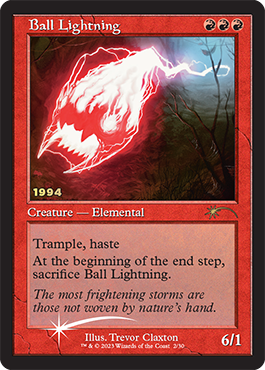 Ball Lightning
1994
Creature — Elemental
Trample, haste
At the beginning of the end step,
sacrifice Ball Lightning.
The most frightening storms are
those not woven by nature's hand.
6/1
Illus. Trevor Claxton
™ & © 2023 Wizards of the Coast 2/30